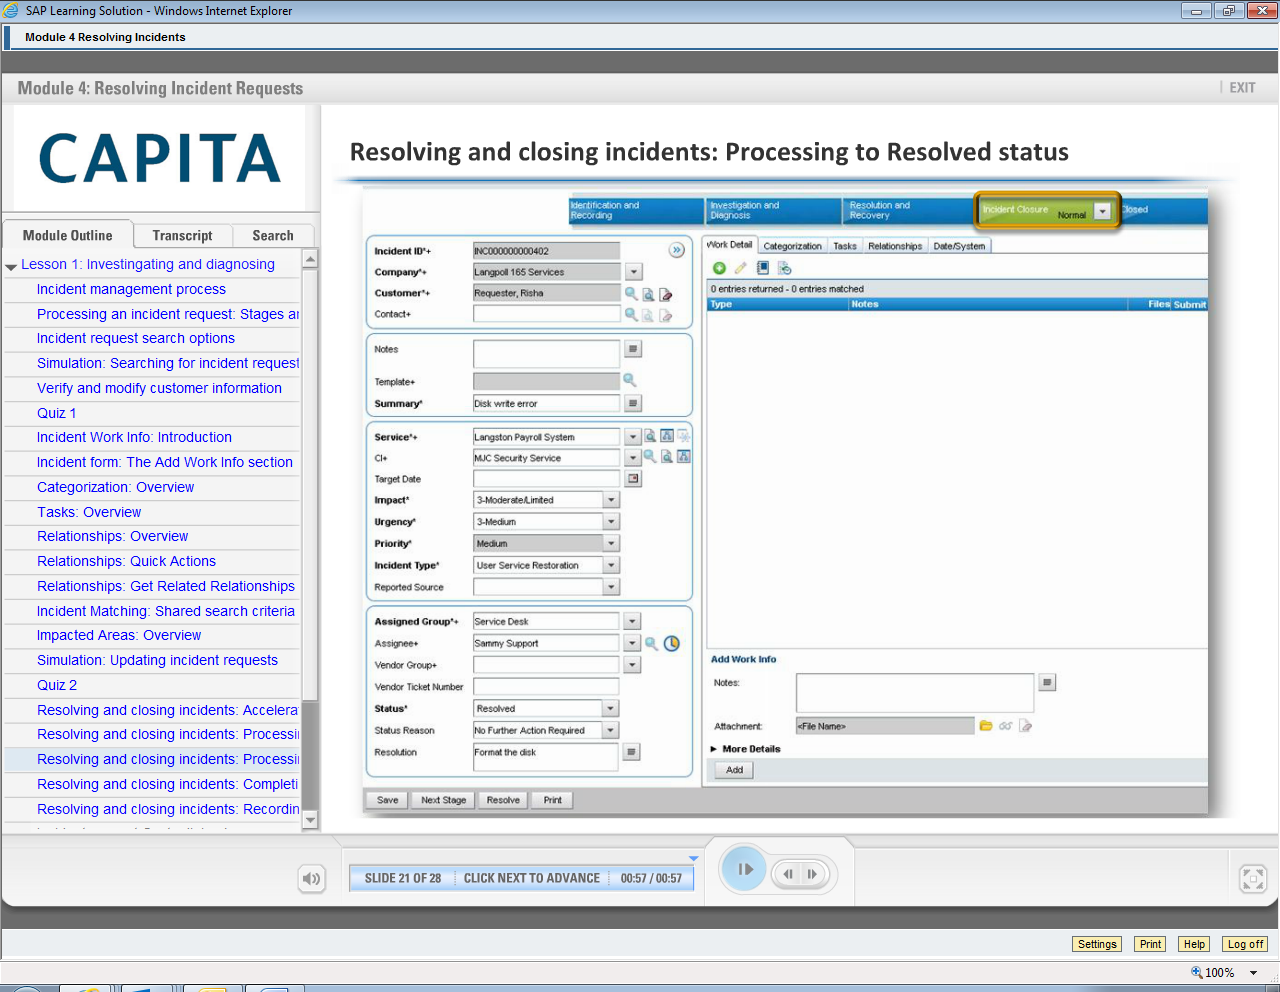 SAP Learning Solution - Windows Internet Explorer
Module 4 Resolving Incidents
Module 4: Resolving Incident Requests
EXIT
CAPITA
Module Outline
Transcript
Search
Lesson 1: Investingating and diagnosing
Incident management process
Processing an incident request: Stages ar
Incident request search options
Simulation: Searching for incident request
Verify and modify customer information
Quiz 1
Incident Work Info: Introduction
Incident form: The Add Work Info section
Categorization: Overview
Tasks: Overview
Relationships: Overview
Relationships: Quick Actions
Relationships: Get Related Relationships
Incident Matching: Shared search criteria
Impacted Areas: Overview
Simulation: Updating incident requests
Quiz 2
Resolving and closing incidents: Accelera
Resolving and closing incidents: Processi
Resolving and closing incidents: Processi
Resolving and closing incidents: Completi
Resolving and closing incidents: Recordin
Resolving and closing incidents: Processing to Resolved status
Identification and
Recording
Investigation and
Diagnosis
Resolution and
Recovery
Incident Closure
Normal
Closed
Incident ID*+
INC000000000402
Company*+
Langpoll 165 Services
Customer*+
Requester, Risha
Contact+
Notes
Template+
Summary*
Disk write error
Service*+
Langston Payroll System
CI+
MJC Security Service
Target Date
Impact*
3-Moderate/Limited
Urgency*
3-Medium
Priority*
Medium
Incident Type*
User Service Restoration
Reported Source
Assigned Group*+
Service Desk
Assignee+
Sammy Support
Vendor Group+
Vendor Ticket Number
Status*
Resolved
Status Reason
No Further Action Required
Resolution
Format the disk
Save
Next Stage
Resolve
Print
Work Detail
Categorization
Tasks
Relationships
Date/System
0 entries returned - 0 entries matched
Type
Notes
Files
Submit
Add Work Info
Notes:
Attachment:
<File Name>
More Details
Add
SLIDE 21 OF 28
CLICK NEXT TO ADVANCE
00:57 / 00:57
Settings
Print
Help
Log off
100%